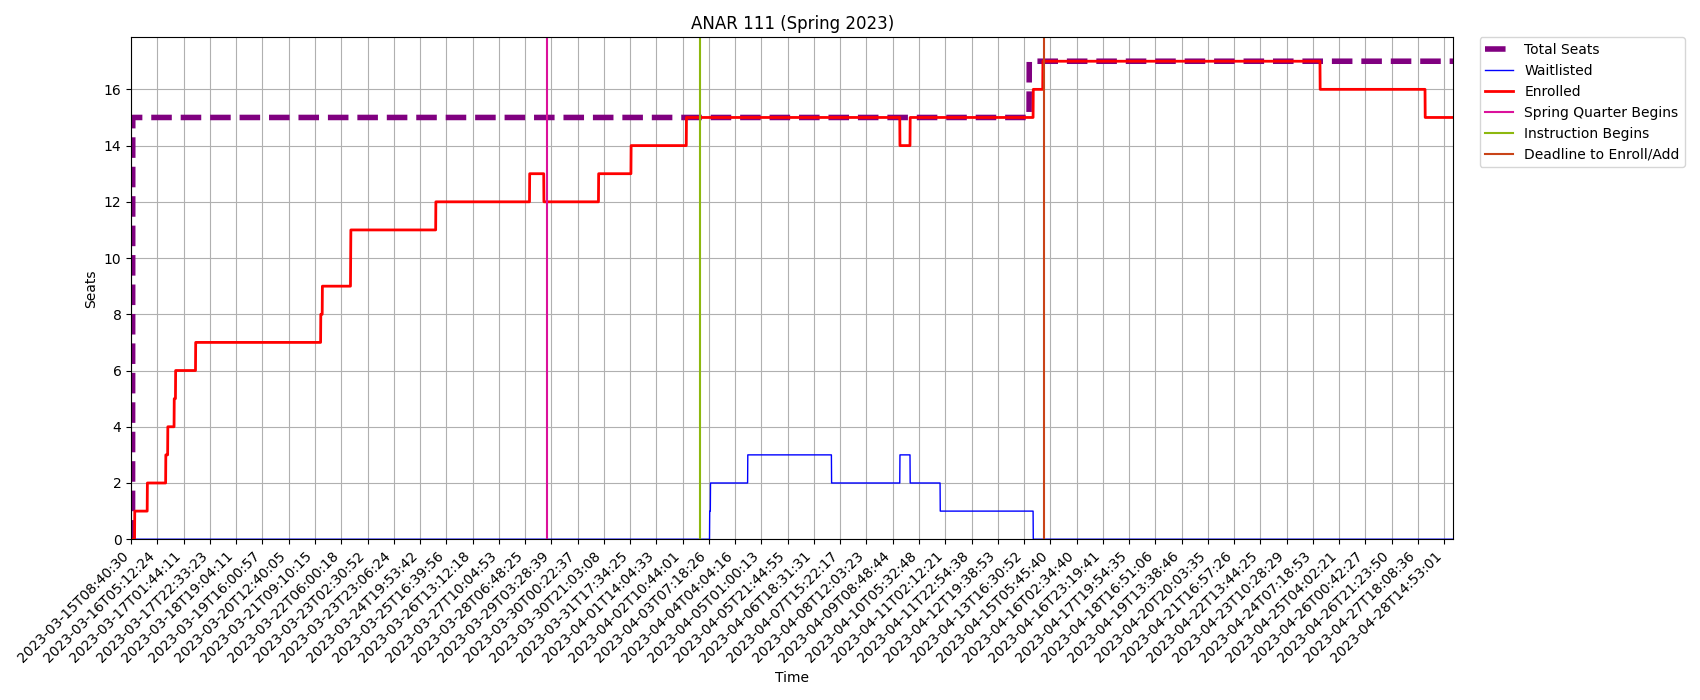 ANAR 111 (Spring 2023)
Total Seats
Waitlisted
Enrolled
Spring Quarter Begins
Instruction Begins
Deadline to Enroll/Add
Seats
16
14
12
10
8
6
4
2
0
2023-03-15T08:40:30
2023-03-16T05:12:24
2023-03-17T01:44:11
2023-03-17T22:33:23
2023-03-18T19:04:11
2023-03-19T16:00:57
2023-03-20T12:40:05
2023-03-21T09:10:15
2023-03-22T06:00:18
2023-03-23T02:30:52
2023-03-23T23:06:24
2023-03-24T19:53:42
2023-03-25T16:39:56
2023-03-26T13:12:18
2023-03-27T10:04:53
2023-03-28T06:48:25
2023-03-29T03:28:39
2023-03-30T00:22:37
2023-03-30T21:03:08
2023-03-31T17:34:25
2023-04-01T14:04:33
2023-04-02T10:44:01
2023-04-03T07:18:26
2023-04-04T04:04:16
2023-04-05T01:00:13
2023-04-05T21:44:55
2023-04-06T18:31:31
2023-04-07T15:22:17
2023-04-08T12:03:23
2023-04-09T08:48:44
2023-04-10T05:32:48
2023-04-11T02:12:21
2023-04-11T22:54:38
2023-04-12T19:38:53
2023-04-13T16:30:52
2023-04-15T05:45:40
2023-04-16T02:34:40
2023-04-16T23:19:41
2023-04-17T19:54:35
2023-04-18T16:51:06
2023-04-19T13:38:46
2023-04-20T20:03:35
2023-04-21T16:57:26
2023-04-22T13:44:25
2023-04-23T10:28:29
2023-04-24T07:18:53
2023-04-25T04:02:21
2023-04-26T00:42:27
2023-04-26T21:23:50
2023-04-27T18:08:36
2023-04-28T14:53:01
Time